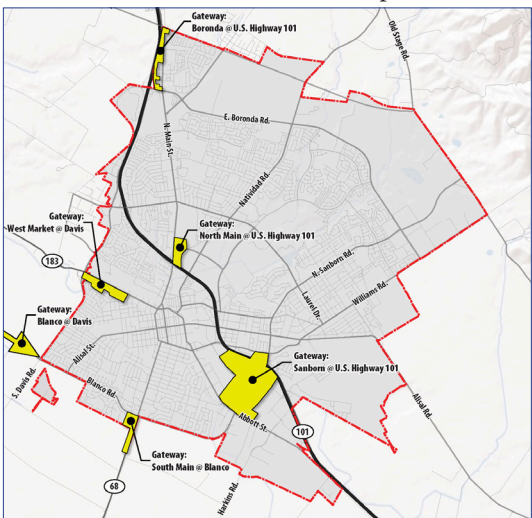 Gateway:
Boronda @ U.S. Highway 101
Old Stage Rd.
E. Boronda Rd.
N. Main St.
Natividad Rd.
Gateway:
West Market @ Davis
Gateway:
North Main @ U.S. Highway 101
183
N. Sanborn Rd.
Laurel Dr.
Williams Rd.
Gateway:
Blanco @ Davis
Alisal St.
Gateway:
Sanborn @ U.S. Highway 101
S. Davis Rd.
Blanco Rd.
Alisal Rd.
Abbott St.
101
Gateway:
South Main @ Blanco
68
Harkins Rd.